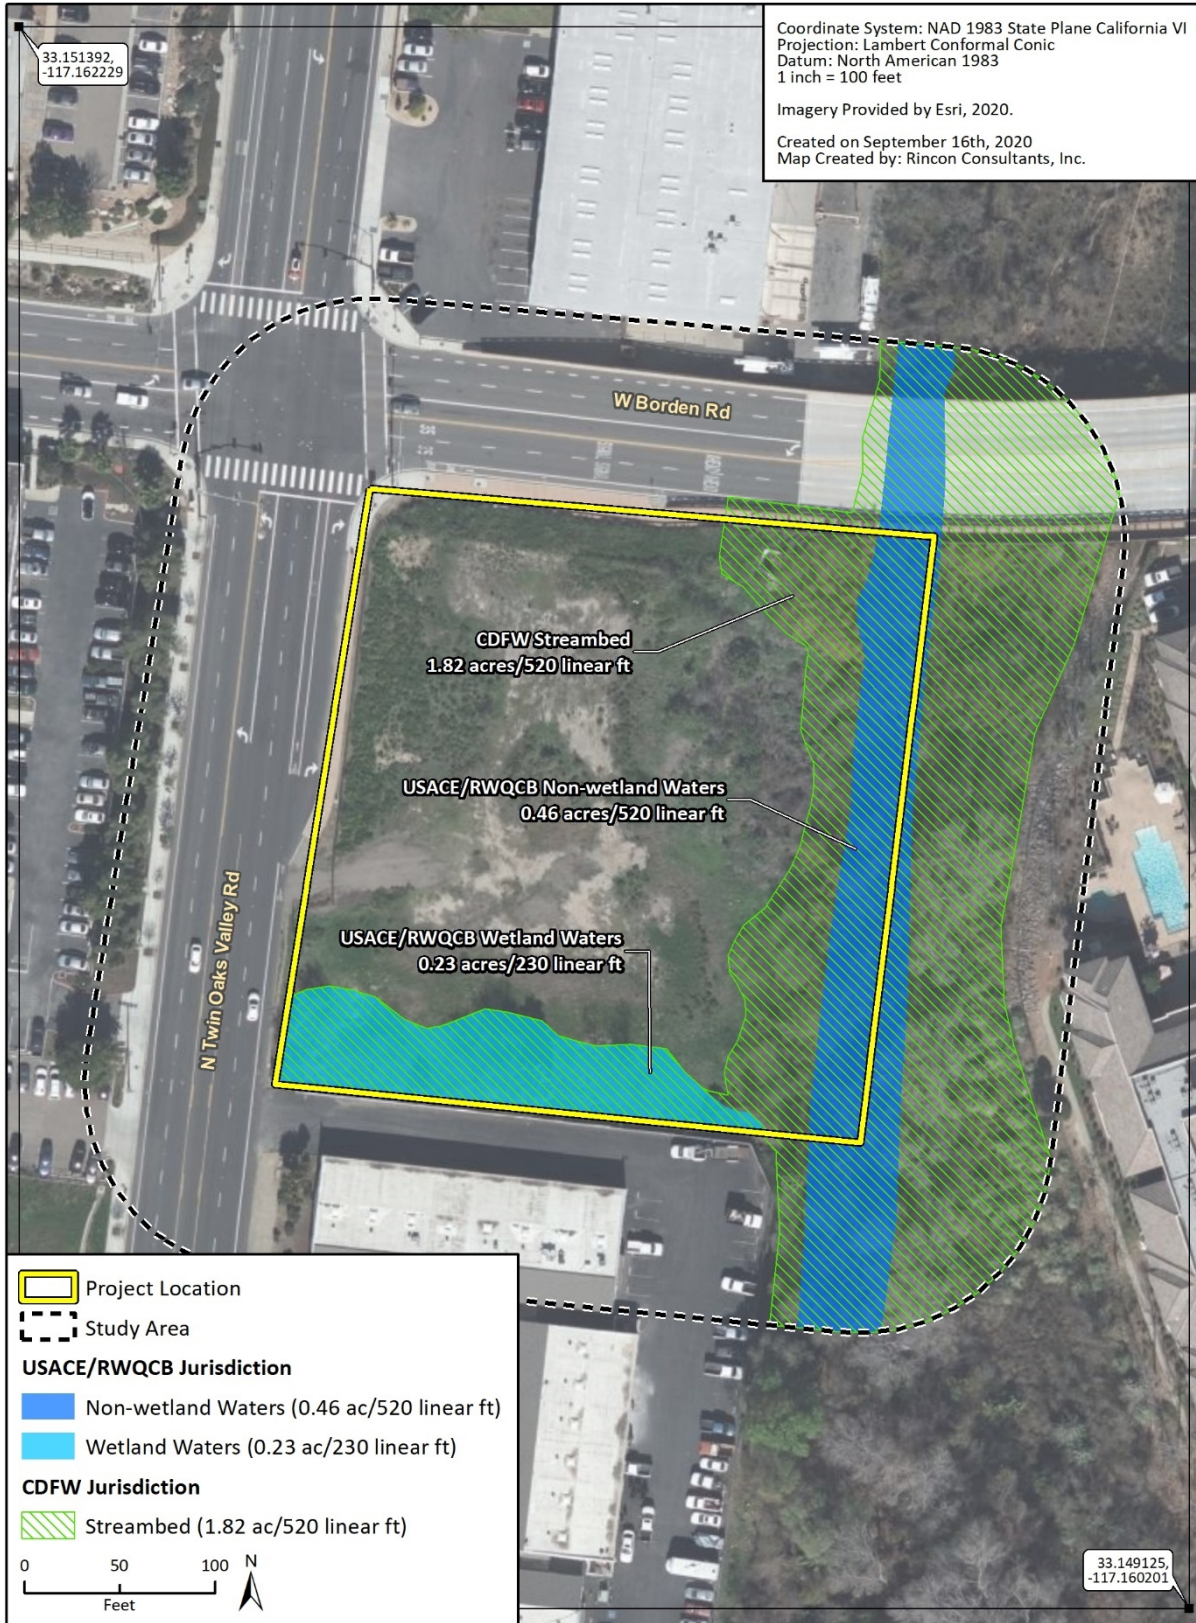 33.151392,
-117.162229
Coordinate System: NAD 1983 State Plane California VI
Projection: Lambert Conformal Conic
Datum: North American 1983
1 inch = 100 feet
Imagery Provided by Esri, 2020.
Created on September 16th, 2020
Map Created by: Rincon Consultants, Inc.
W Borden Rd
CDFW Streambed
1.82 acres/520 linear ft
USACE/RWQCB Non-wetland Waters
0.46 acres/520 linear ft
USACE/RWQCB Wetland Waters
0.23 acres/230 linear ft
N Twin Oaks Valley Rd
Project Location
Study Area
USACE/RWQCB Jurisdiction
Non-wetland Waters (0.46 ac/520 linear ft)
Wetland Waters (0.23 ac/230 linear ft)
CDFW Jurisdiction
Streambed (1.82 ac/520 linear ft)
0 50 100
Feet
N
33.149125,
-117.160201